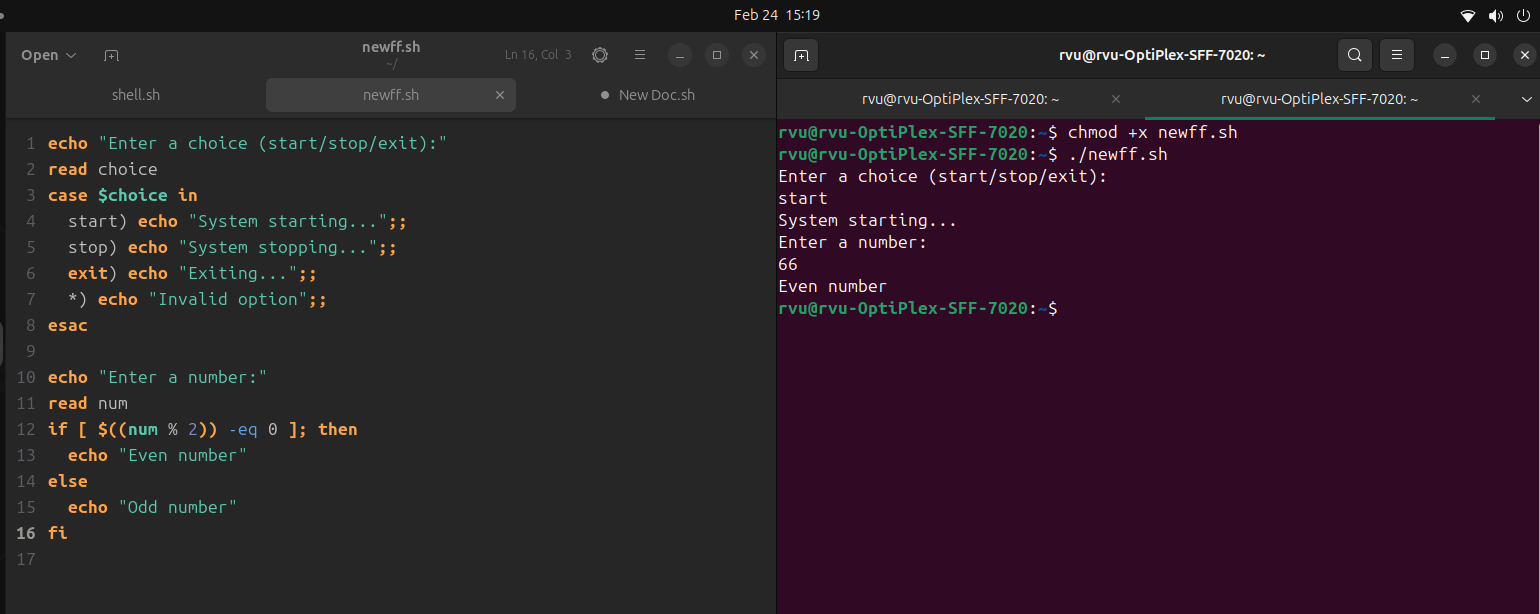 Feb 24 15:19
Open
newff.sh
~/
Ln 16, Col 3
shell.sh
newff.sh
New Doc.sh
1 echo "Enter a choice (start/stop/exit):"
2 read choice
3 case $choice in
4   start) echo "System starting...";;
5   stop) echo "System stopping...";;
6   exit) echo "Exiting...";;
7   *) echo "Invalid option";;
8 esac
9
10 echo "Enter a number:"
11 read num
12 if [ $((num % 2)) -eq 0 ]; then
13   echo "Even number"
14 else
15   echo "Odd number"
16 fi
17
rvu@rvu-OptiPlex-SFF-7020: ~
rvu@rvu-OptiPlex-SFF-7020: ~
rvu@rvu-OptiPlex-SFF-7020: ~
rvu@rvu-OptiPlex-SFF-7020:~$ chmod +x newff.sh
rvu@rvu-OptiPlex-SFF-7020:~$ ./newff.sh
Enter a choice (start/stop/exit):
start
System starting...
Enter a number:
66
Even number
rvu@rvu-OptiPlex-SFF-7020:~$